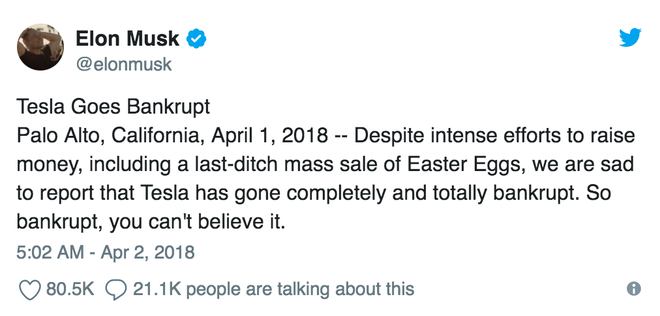 Elon Musk
@elonmusk
Tesla Goes Bankrupt
Palo Alto, California, April 1, 2018 -- Despite intense efforts to raise
money, including a last-ditch mass sale of Easter Eggs, we are sad
to report that Tesla has gone completely and totally bankrupt. So
bankrupt, you can't believe it.
5:02 AM - Apr 2, 2018
80.5K 21.1K people are talking about this